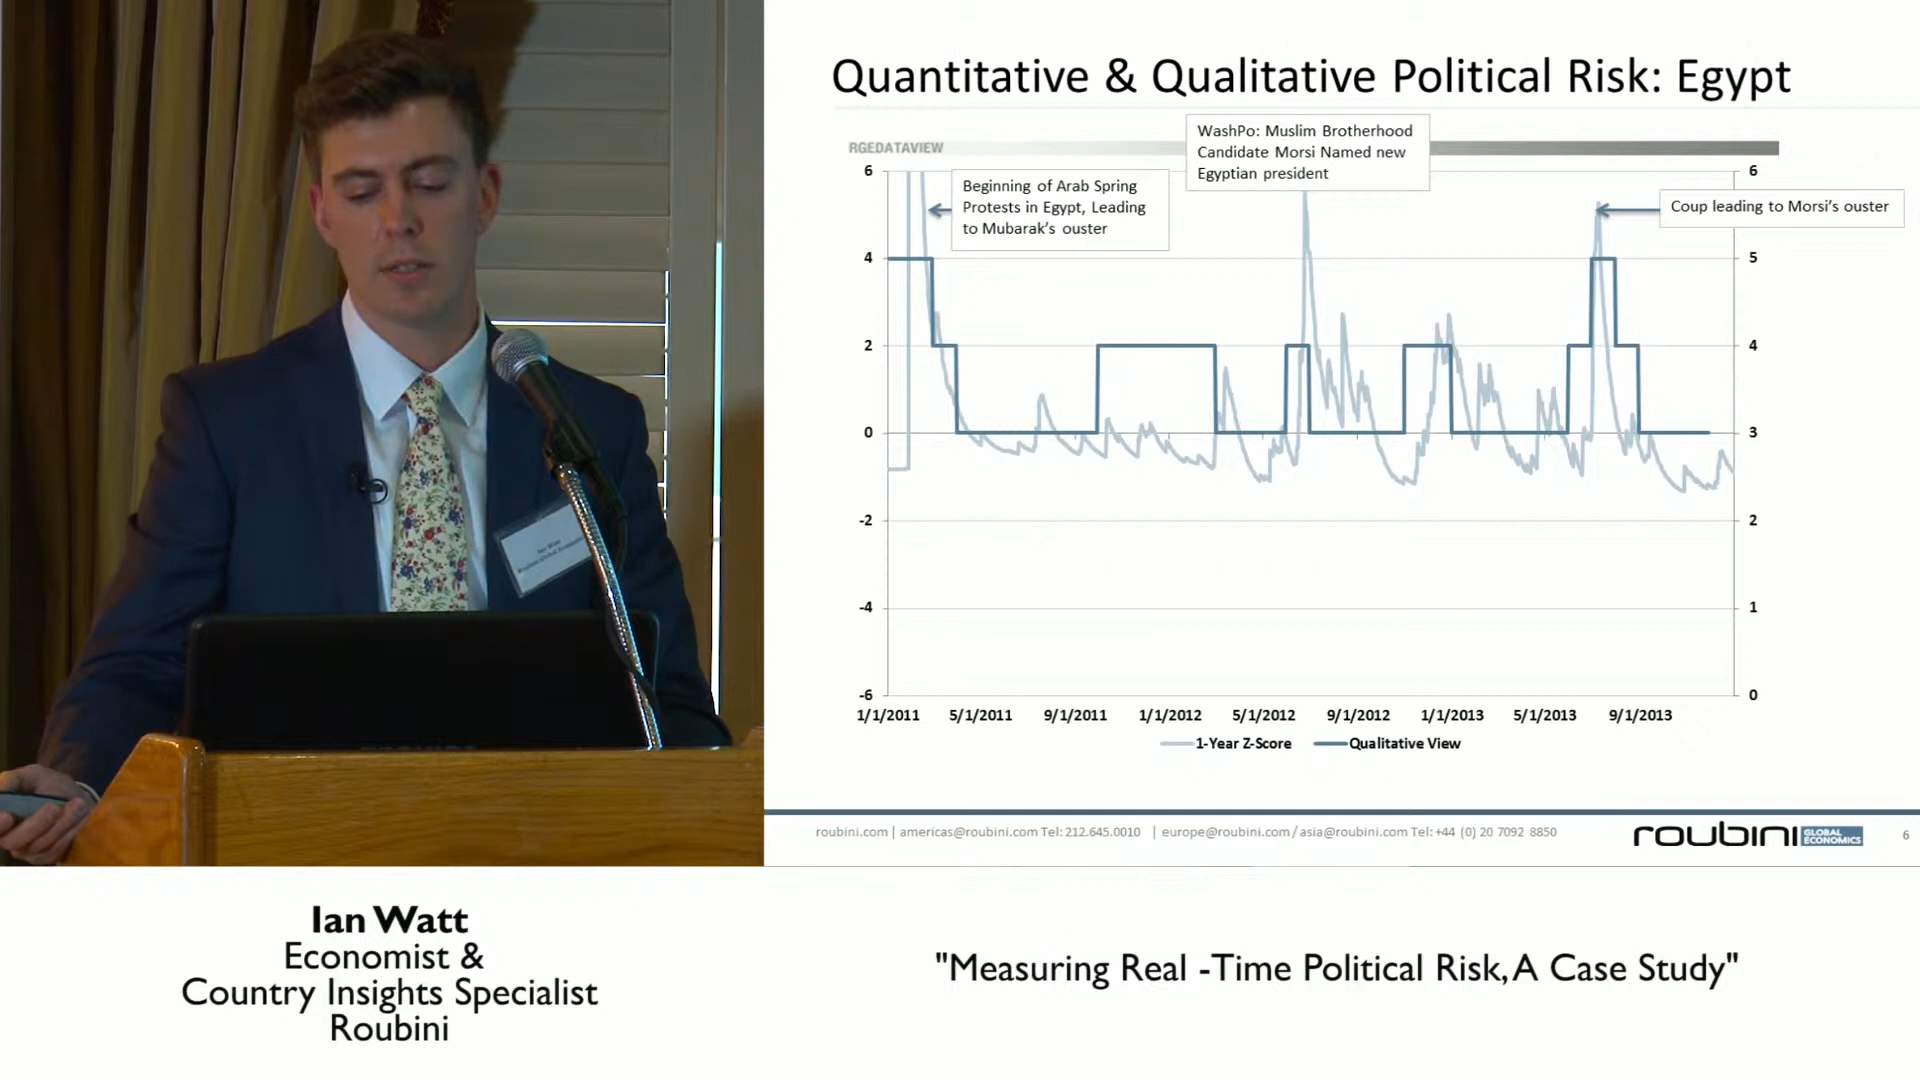 Quantitative & Qualitative Political Risk: Egypt
RGEDATAVIEW
WashPo: Muslim Brotherhood
Candidate Morsi Named new
Egyptian president
Beginning of Arab Spring
Protests in Egypt, Leading
to Mubarak's ouster
Coup leading to Morsi's ouster
6
4
2
0
-2
-4
-6
6
5
4
3
2
1
0
1/1/2011 5/1/2011 9/1/2011 1/1/2012 5/1/2012 9/1/2012 1/1/2013 5/1/2013 9/1/2013
1-Year Z-Score Qualitative View
roubini.com | americas@roubini.com Tel: 212.645.0010 | europe@roubini.com / asia@roubini.com Tel: +44 (0) 20 7092 8850
roubini GLOBAL
ECONOMICS
6
Ian Watt
Ian Watt
Economist &
Country Insights Specialist
Roubini
"Measuring Real -Time Political Risk, A Case Study"